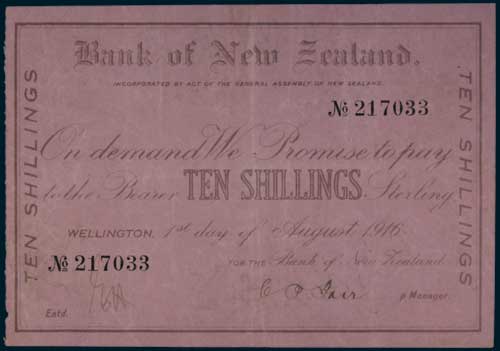 Bank of New Zealand.
INCORPORATED BY ACT OF THE GENERAL ASSEMBLY OF NEW ZEALAND.
TEN SHILLINGS
TEN SHILLINGS
№ 217033
On demand We Promise to pay
to the Bearer TEN SHILLINGS Sterling
WELLINGTON, 1st day of August 1916.
№ 217033
FOR THE Bank of New Zealand
Entd.
p Manager.